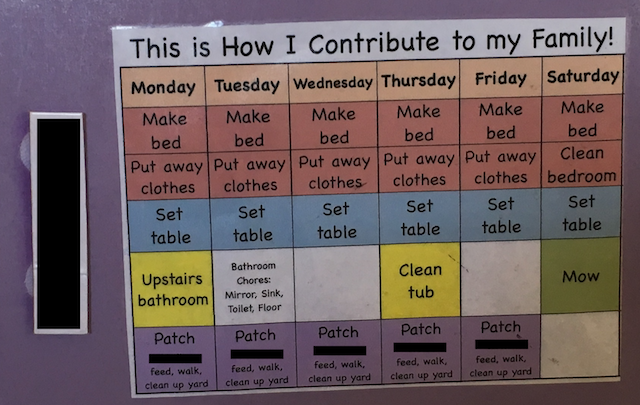 This is How I Contribute to my Family!
Monday Tuesday Wednesday Thursday Friday Saturday
Make Make Make Make Make Make
bed bed bed bed bed bed
Put away Put away Put away Put away Put away Clean
clothes clothes clothes clothes clothes bedroom
Set Set Set Set Set Set
table table table table table table
Upstairs
bathroom
Bathroom
Chores:
Mirror, Sink,
Toilet, Floor
Clean
tub
Mow
Patch Patch Patch Patch Patch
feed, walk, feed, walk, feed, walk, feed, walk, feed, walk,
clean up yard clean up yard clean up yard clean up yard clean up yard